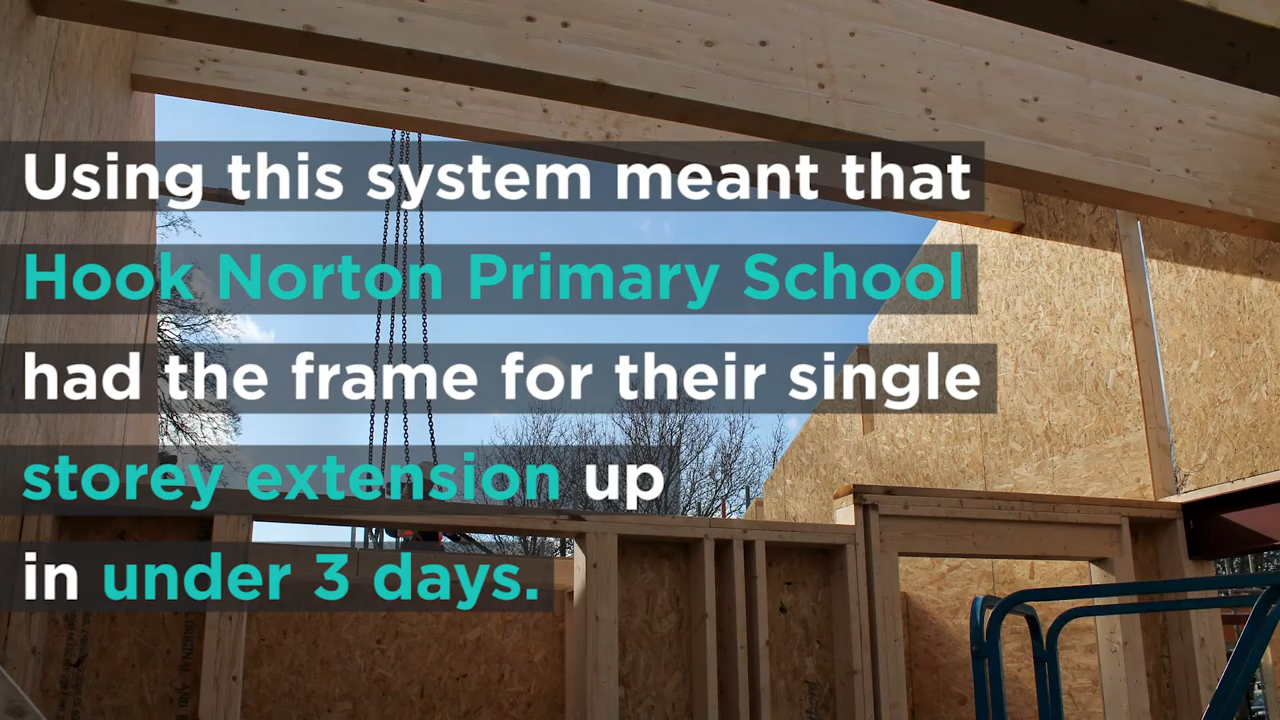 Using this system meant that
Hook Norton Primary School
had the frame for their single
storey extension up
in under 3 days.